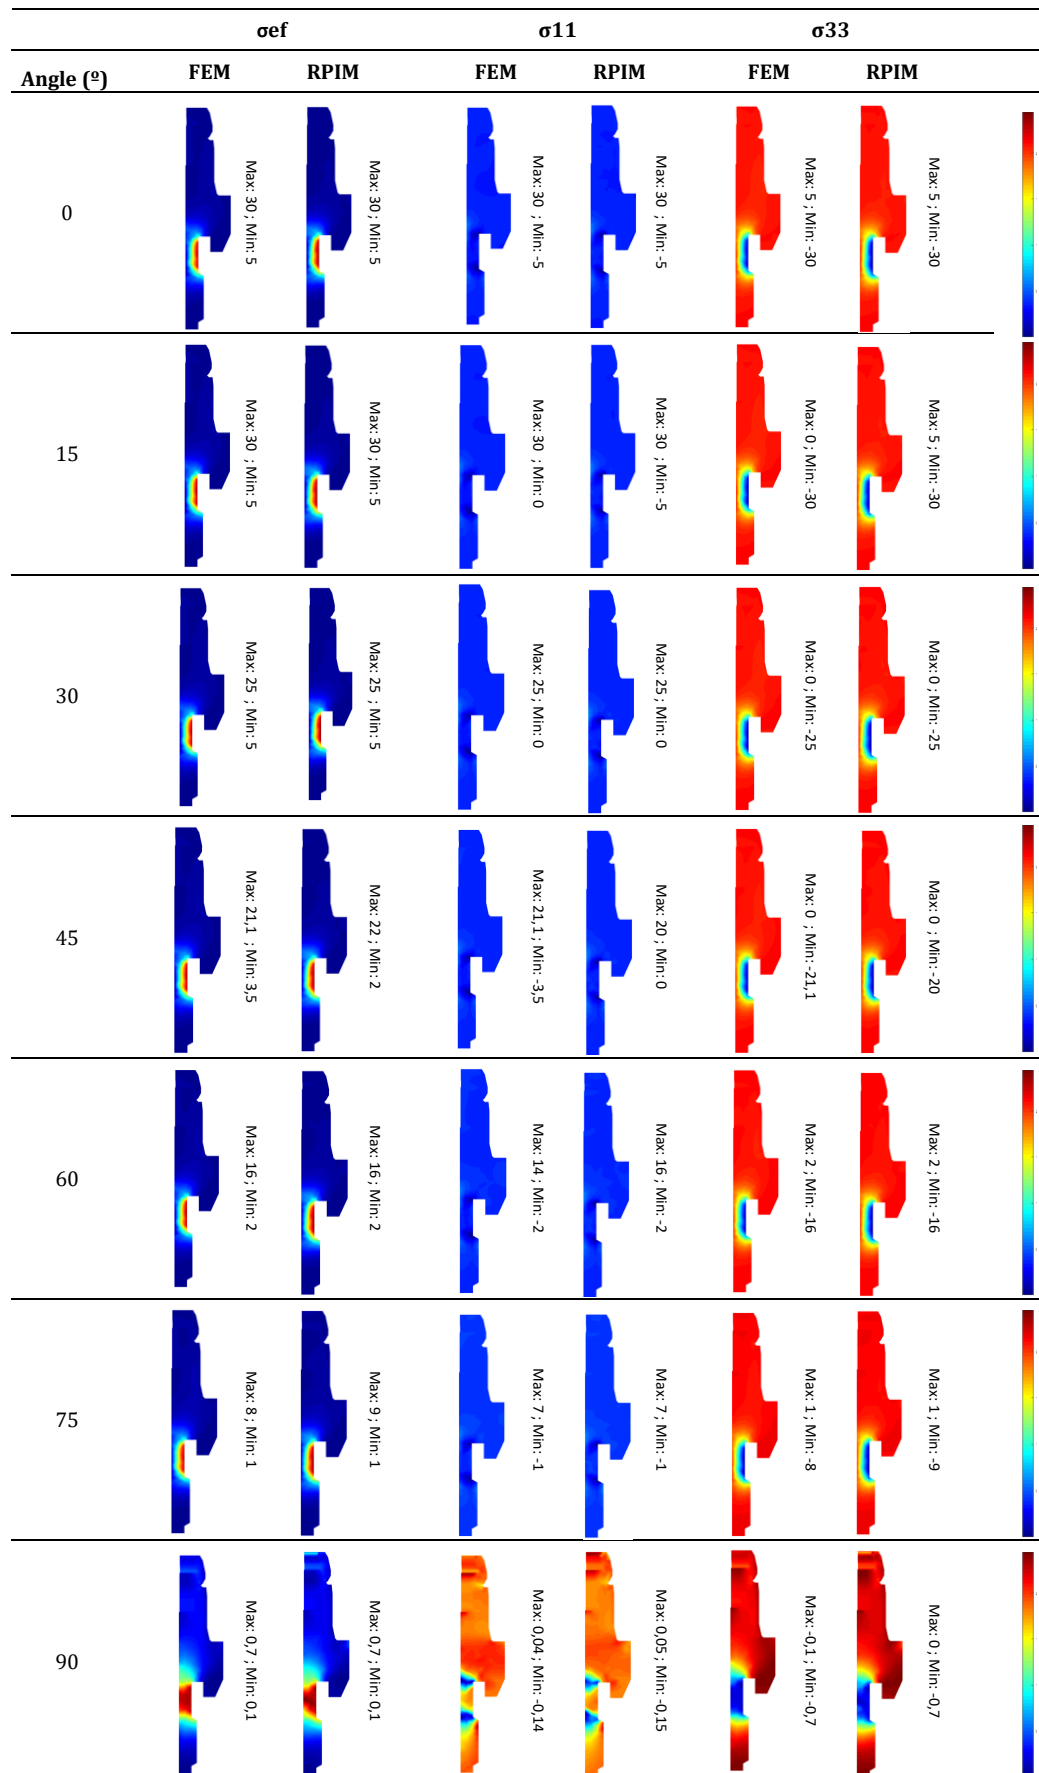 σef σ11 σ33
Angle (º) FEM RPIM FEM RPIM FEM RPIM
0 Max: 30 ; Min: 5 Max: 30 ; Min: 5 Max: 30 ; Min: -5 Max: 30 ; Min: -5 Max: 5 ; Min: -30 Max: 5 ; Min: -30
15 Max: 30 ; Min: 5 Max: 30 ; Min: 5 Max: 30 ; Min: 0 Max: 30 ; Min: -5 Max: 0 ; Min: -30 Max: 5 ; Min: -30
30 Max: 25 ; Min: 5 Max: 25 ; Min: 5 Max: 25 ; Min: 0 Max: 25 ; Min: 0 Max: 0 ; Min: -25 Max: 0 ; Min: -25
45 Max: 21,1 ; Min: 3,5 Max: 22 ; Min: 2 Max: 21,1 ; Min: -3,5 Max: 20 ; Min: 0 Max: 0 ; Min: -21,1 Max: 0 ; Min: -20
60 Max: 16 ; Min: 2 Max: 16 ; Min: 2 Max: 14 ; Min: -2 Max: 16 ; Min: -2 Max: 2 ; Min: -16 Max: 2 ; Min: -16
75 Max: 8 ; Min: 1 Max: 9 ; Min: 1 Max: 7 ; Min: -1 Max: 7 ; Min: -1 Max: 1 ; Min: -8 Max: 1 ; Min: -9
90 Max: 0,7 ; Min: 0,1 Max: 0,7 ; Min: 0,1 Max: 0,04 ; Min: -0,14 Max: 0,05 ; Min: -0,15 Max: -0,1 ; Min: -0,7 Max: 0 ; Min: -0,7